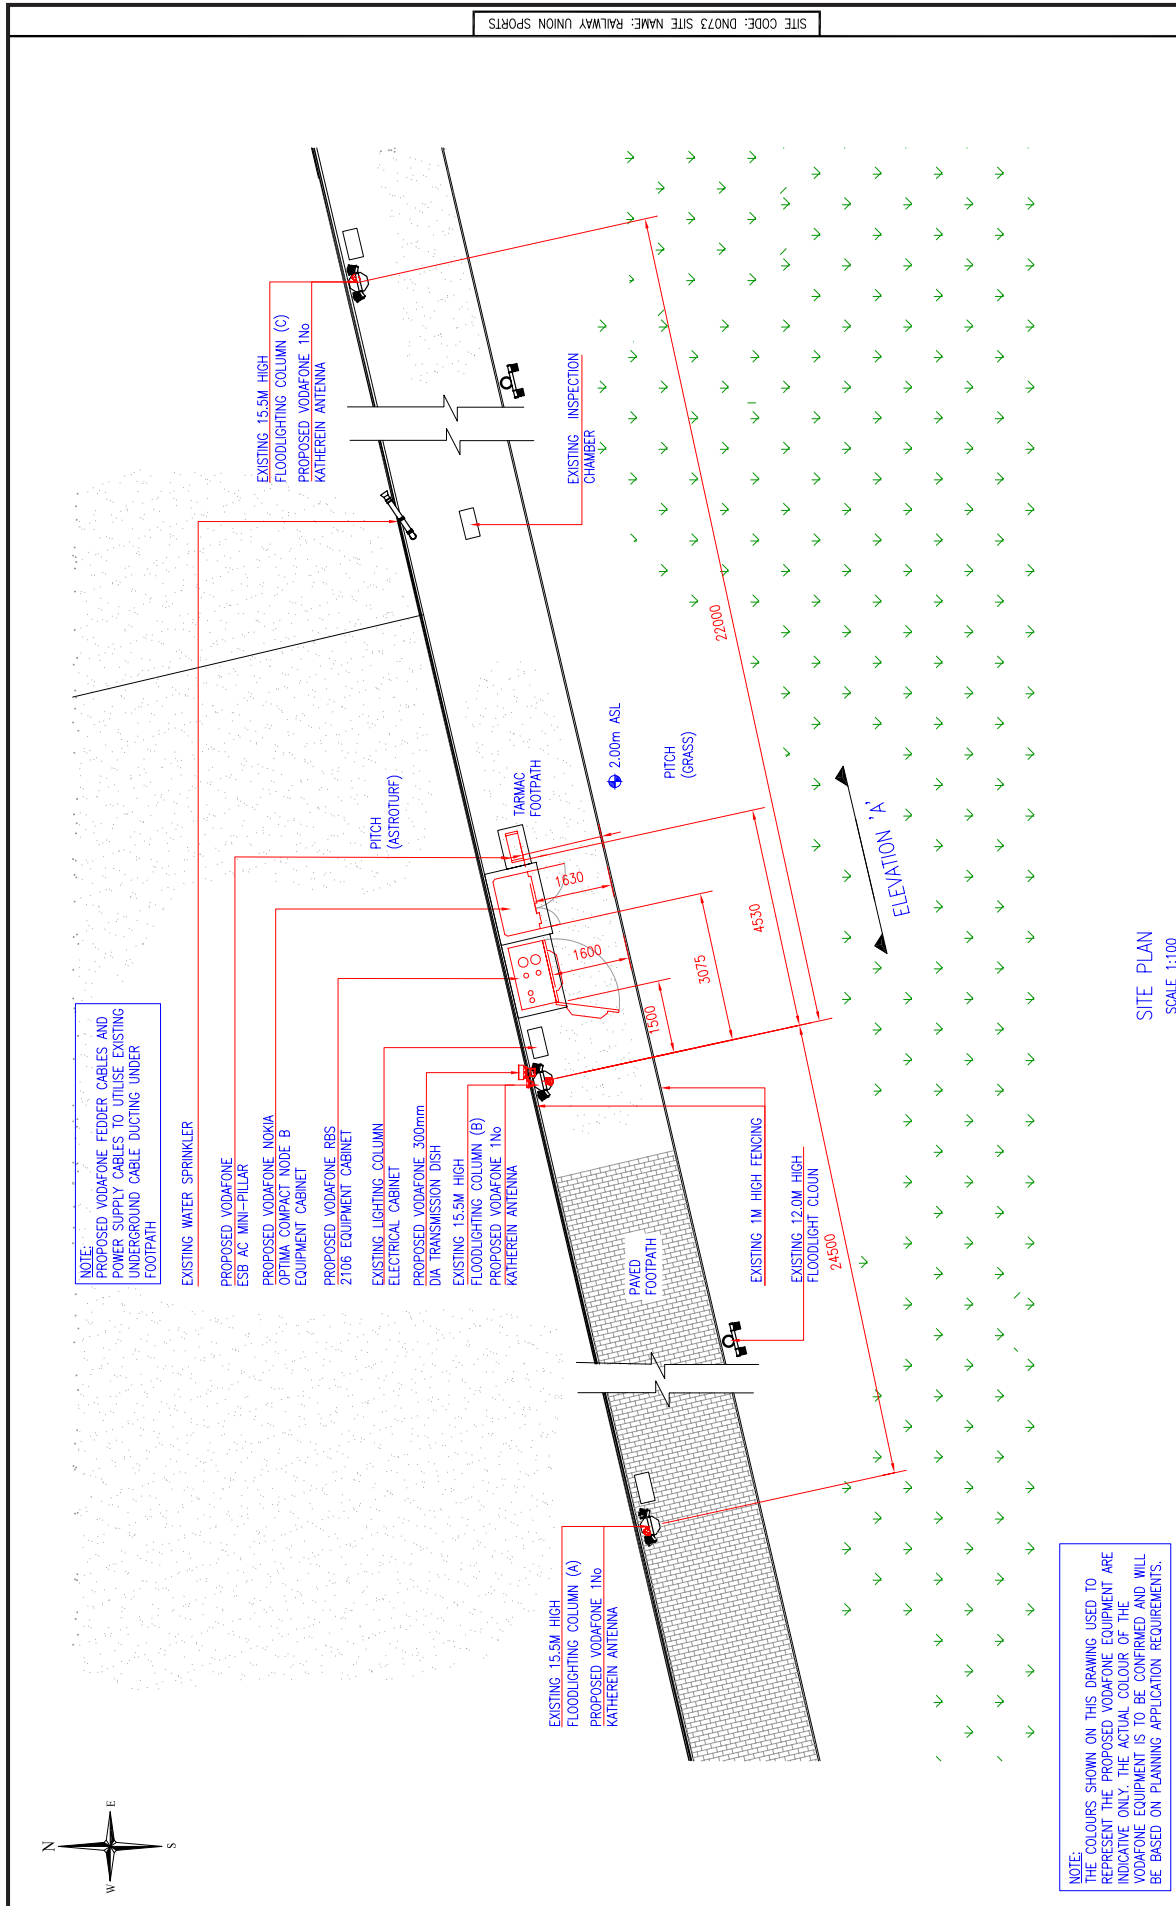 SITE CODE: DN073 SITE NAME: RAILWAY UNION SPORTS
N
E
S
W
NOTE:
PROPOSED VODAFONE FEDDER CABLES AND
POWER SUPPLY CABLES TO UTILISE EXISTING
UNDERGROUND CABLE DUCTING UNDER
FOOTPATH
EXISTING WATER SPRINKLER
PROPOSED VODAFONE
ESB AC MINI-PILLAR
PROPOSED VODAFONE NOKIA
OPTIMA COMPACT NODE B
EQUIPMENT CABINET
PROPOSED VODAFONE RBS
2106 EQUIPMENT CABINET
EXISTING LIGHTING COLUMN
ELECTRICAL CABINET
PROPOSED VODAFONE 300mm
DIA TRANSMISSION DISH
EXISTING 15.5M HIGH
FLOODLIGHTING COLUMN (B)
PROPOSED VODAFONE 1No
KATHEREIN ANTENNA
EXISTING 15.5M HIGH
FLOODLIGHTING COLUMN (C)
PROPOSED VODAFONE 1No
KATHEREIN ANTENNA
EXISTING INSPECTION
CHAMBER
PITCH
(ASTROTURF)
TARMAC
FOOTPATH
2.00m ASL
PITCH
(GRASS)
22000
1630
1600
1500
3075
4530
24500
ELEVATION 'A'
PAVED
FOOTPATH
EXISTING 1M HIGH FENCING
EXISTING 12.0M HIGH
FLOODLIGHT CLOUN
EXISTING 15.5M HIGH
FLOODLIGHTING COLUMN (A)
PROPOSED VODAFONE 1No
KATHEREIN ANTENNA
SITE PLAN
SCALE 1:100
NOTE:
THE COLOURS SHOWN ON THIS DRAWING USED TO
REPRESENT THE PROPOSED VODAFONE EQUIPMENT ARE
INDICATIVE ONLY. THE ACTUAL COLOUR OF THE
VODAFONE EQUIPMENT IS TO BE CONFIRMED AND WILL
BE BASED ON PLANNING APPLICATION REQUIREMENTS.